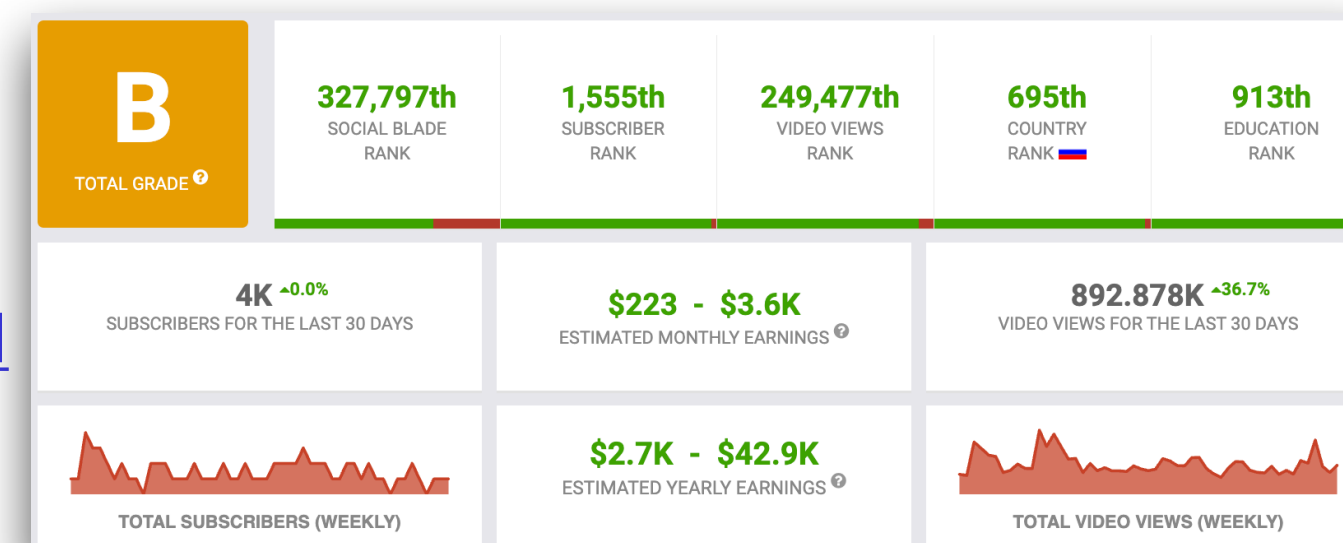 B
TOTAL GRADE ?
327,797th
SOCIAL BLADE
RANK
1,555th
SUBSCRIBER
RANK
249,477th
VIDEO VIEWS
RANK
695th
COUNTRY
RANK
913th
EDUCATION
RANK
4K 0.0%
SUBSCRIBERS FOR THE LAST 30 DAYS
$223 - $3.6K
ESTIMATED MONTHLY EARNINGS ?
892.878K 36.7%
VIDEO VIEWS FOR THE LAST 30 DAYS
TOTAL SUBSCRIBERS (WEEKLY)
$2.7K - $42.9K
ESTIMATED YEARLY EARNINGS ?
TOTAL VIDEO VIEWS (WEEKLY)